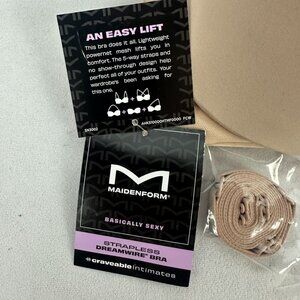 AN EASY LIFT
This bra does it all. Lightweight
powernet mesh lifts you in
comfort. The 5-way straps and
no show-through design help
perfect all of your outfits. Your
wardrobe's been asking for
this one.
MAIDENFORM®
BASICALLY SEXY
STRAPLESS
DREAMWIRE® BRA
craveableintimates